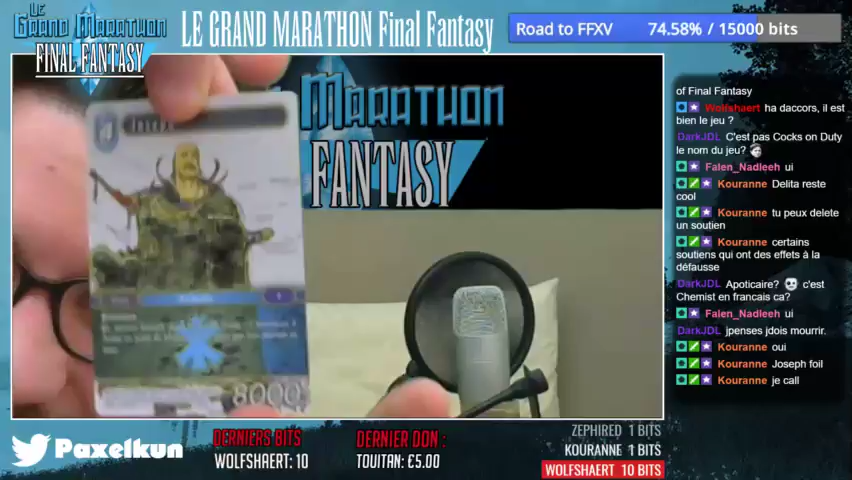 LE
GRAND MARATHON
FINAL FANTASY
LE GRAND MARATHON Final Fantasy
Road to FFXV 74.58% / 15000 bits
MARATHON
FANTASY
8000
of Final Fantasy
Wolfshaert ha daccors, il est
bien le jeu ?
DarkJDL C'est pas Cocks on Duty
le nom du jeu?
Falen_Nadleeh ui
Kouranne Delita reste
cool
Kouranne tu peux delete
un soutien
Kouranne certains
soutiens qui ont des effets à la
défausse
DarkJDL Apoticaire? c'est
Chemist en francais ca?
Falen_Nadleeh ui
DarkJDL jpenses jdois mourrir.
Kouranne oui
Kouranne Joseph foil
Kouranne je call
Paxelkun
DERNIERS BITS
WOLFSHAERT: 10
DERNIER DON :
TOUITAN: €5.00
ZEPHIRED 1 BITS
KOURANNE 1 BITS
WOLFSHAERT 10 BITS